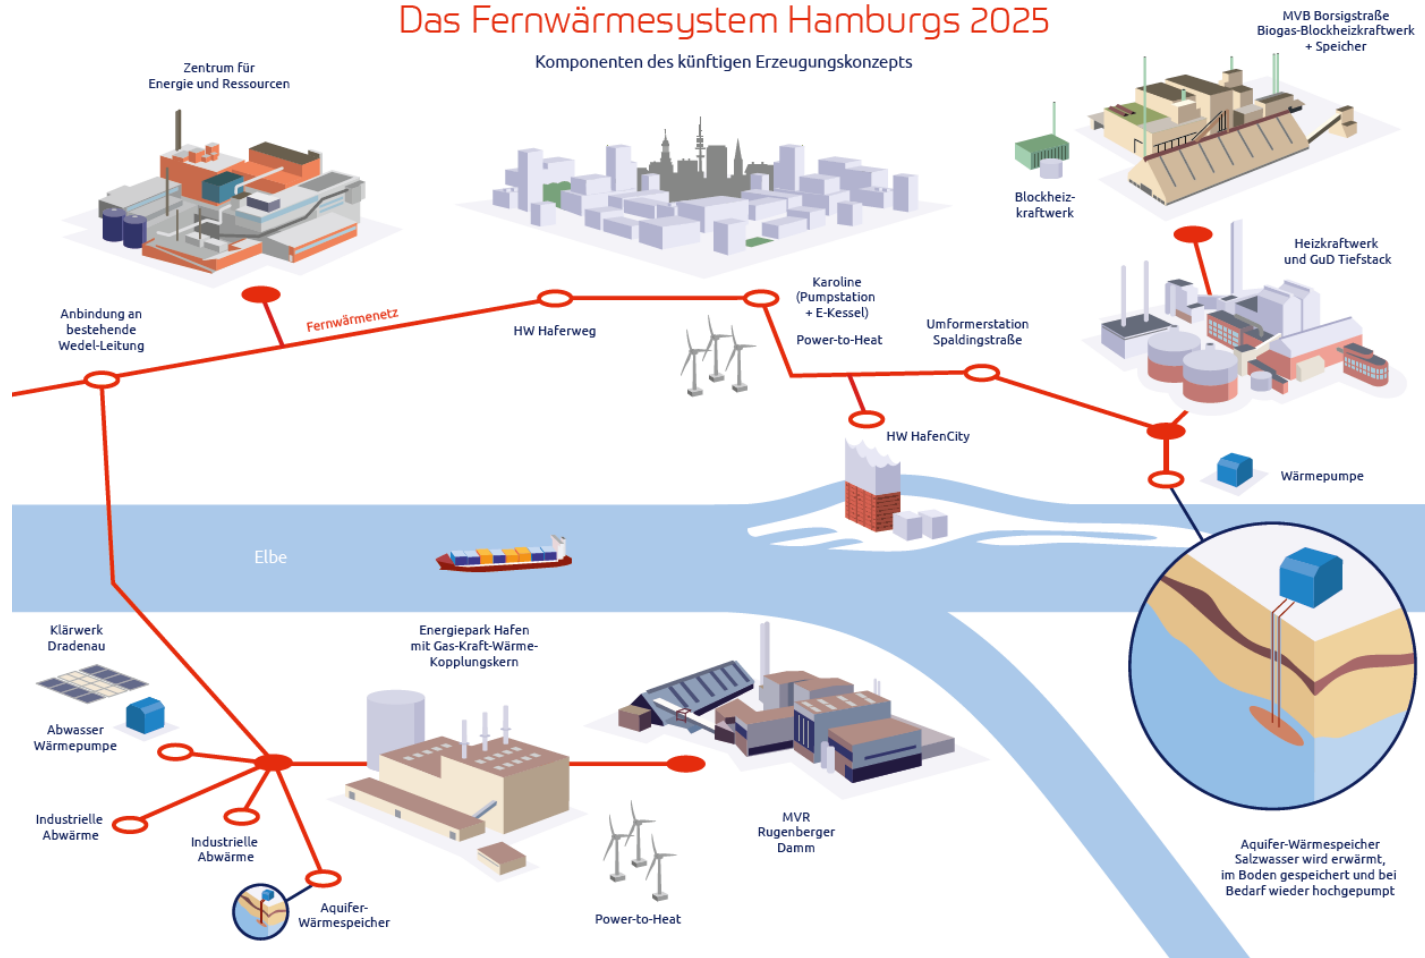 Das Fernwärmesystem Hamburgs 2025
Komponenten des künftigen Erzeugungskonzepts
MVB Borsigstraße
Biogas-Blockheizkraftwerk
+ Speicher
Zentrum für
Energie und Ressourcen
Blockheiz-
kraftwerk
Heizkraftwerk
und GuD Tiefstack
Anbindung an
bestehende
Wedel-Leitung
Fernwärmenetz
HW Haferweg
Karoline
(Pumpstation
+ E-Kessel)
Power-to-Heat
Umformerstation
Spaldingstraße
HW HafenCity
Wärmepumpe
Elbe
Klärwerk
Dradenau
Abwasser
Wärmepumpe
Industrielle
Abwärme
Industrielle
Abwärme
Aquifer-
Wärmespeicher
Energiepark Hafen
mit Gas-Kraft-Wärme-
Kopplungskern
Power-to-Heat
MVR
Rugenberger
Damm
Aquifer-Wärmespeicher
Salzwasser wird erwärmt,
im Boden gespeichert und bei
Bedarf wieder hochgepumpt